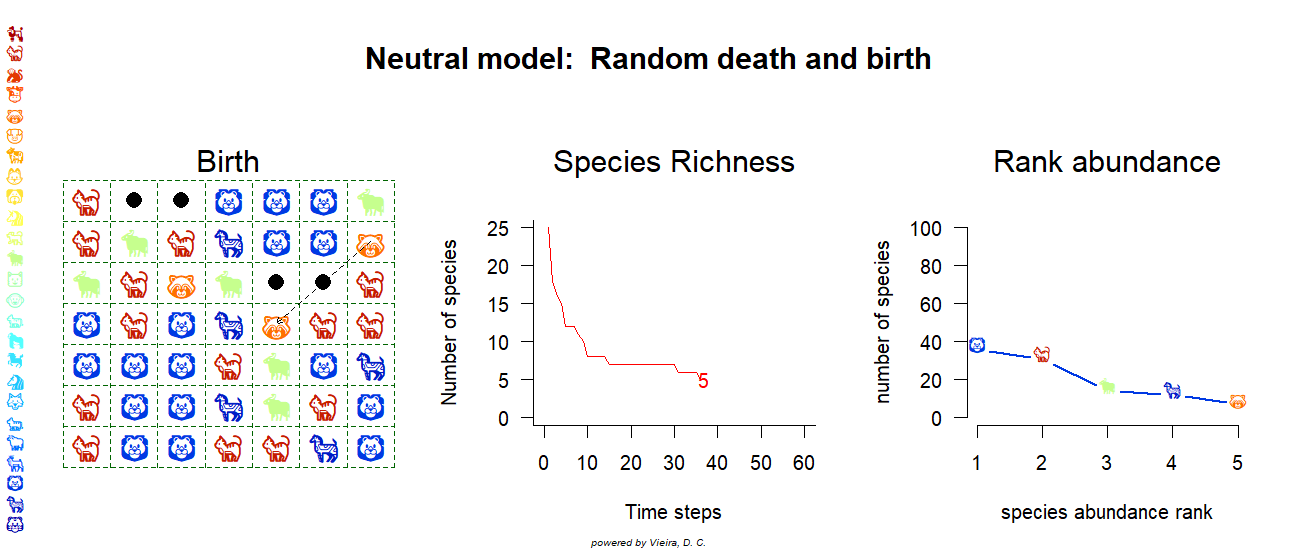 Neutral model:  Random death and birth
Birth
Species Richness
Number of species
25
20
15
10
5
0
5
0 10 20 30 40 50 60
Time steps
Rank abundance
number of species
100
80
60
40
20
0
1 2 3 4 5
species abundance rank
powered by Vieira, D. C.